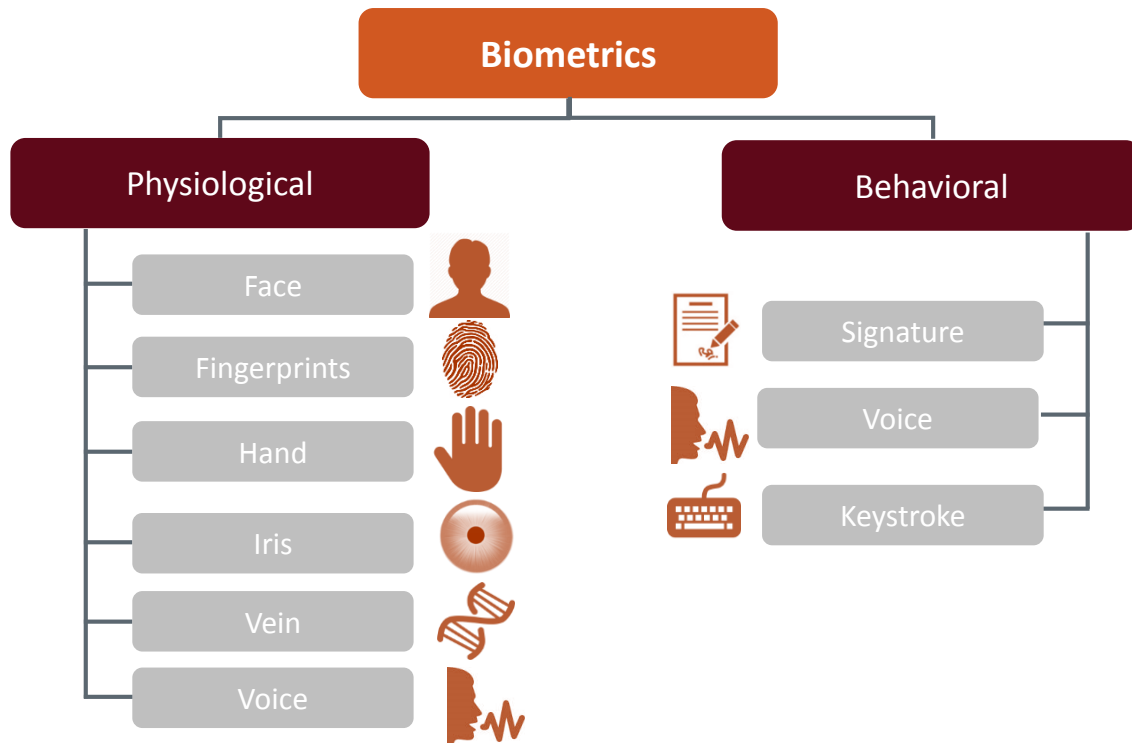 Biometrics
Physiological
Face
Fingerprints
Hand
Iris
Vein
Voice
Behavioral
Signature
Voice
Keystroke